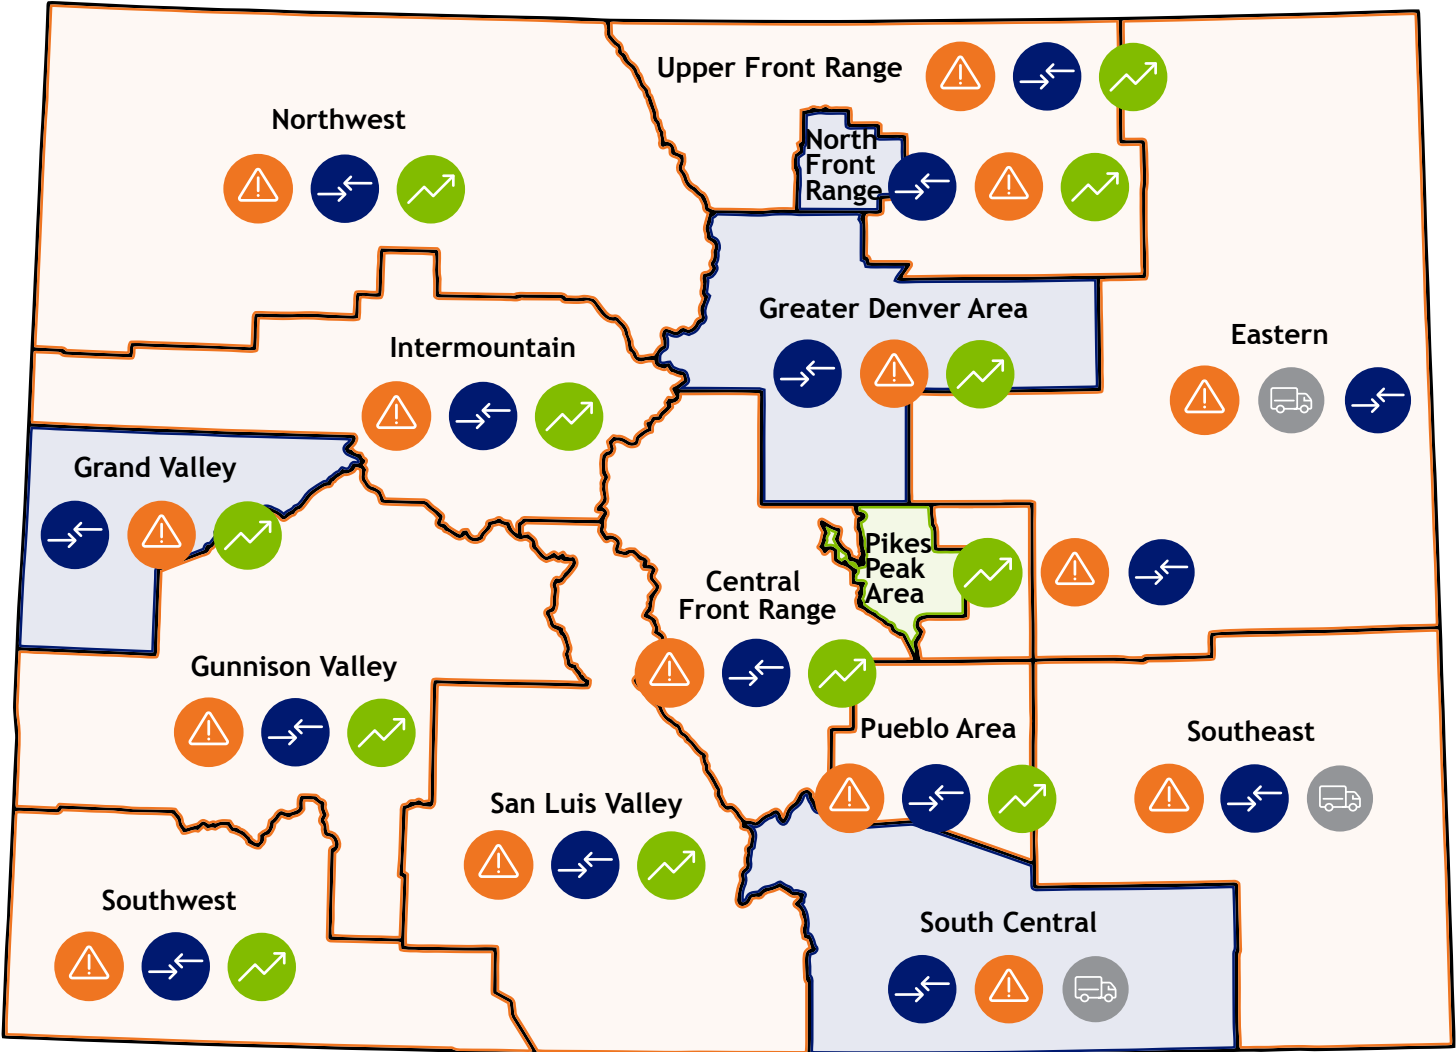 Upper Front Range
Northwest
North
Front
Range
Greater Denver Area
Eastern
Intermountain
Grand Valley
Pikes
Peak
Area
Central
Front Range
Gunnison Valley
Pueblo Area
Southeast
San Luis Valley
Southwest
South Central